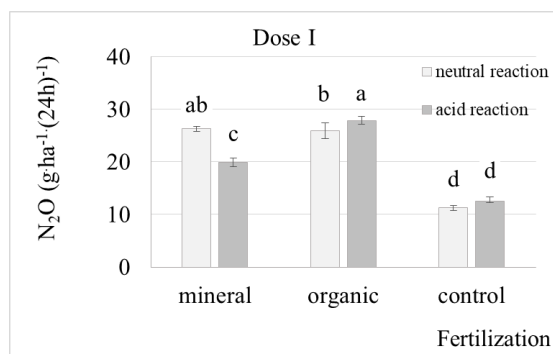 Dose I
N₂O (g·ha⁻¹·(24h)⁻¹)
40
30
20
10
0
neutral reaction
acid reaction
ab
c
b
a
d
d
mineral
organic
control
Fertilization